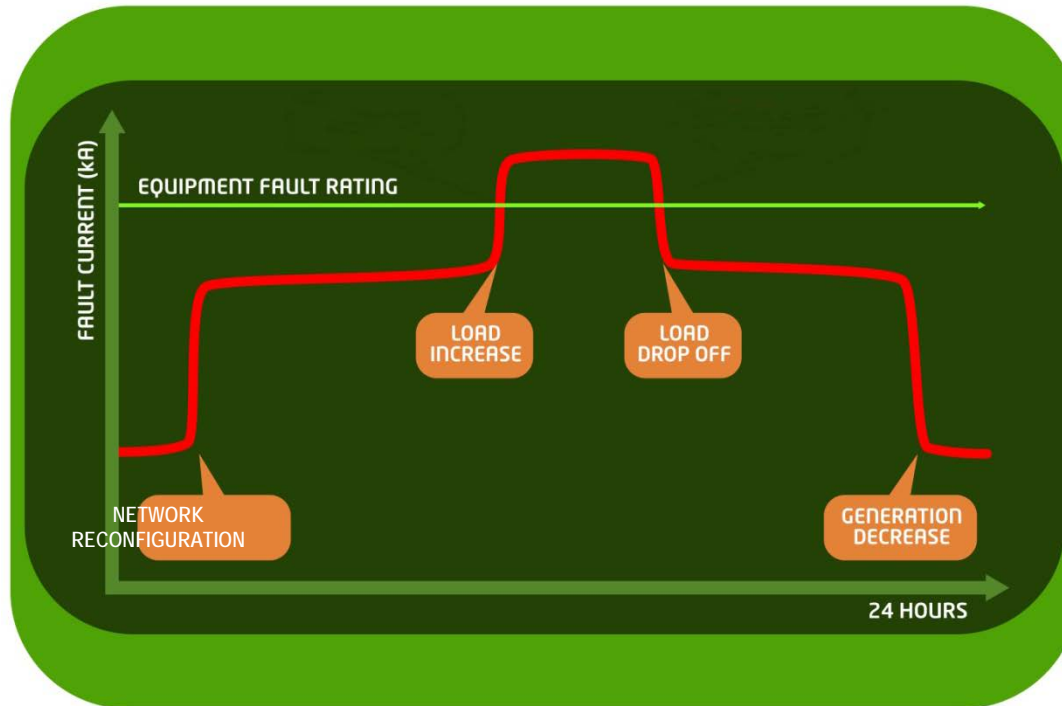 FAULT CURRENT (kA)
EQUIPMENT FAULT RATING
LOAD
INCREASE
LOAD
DROP OFF
NETWORK
RECONFIGURATION
GENERATION
DECREASE
24 HOURS